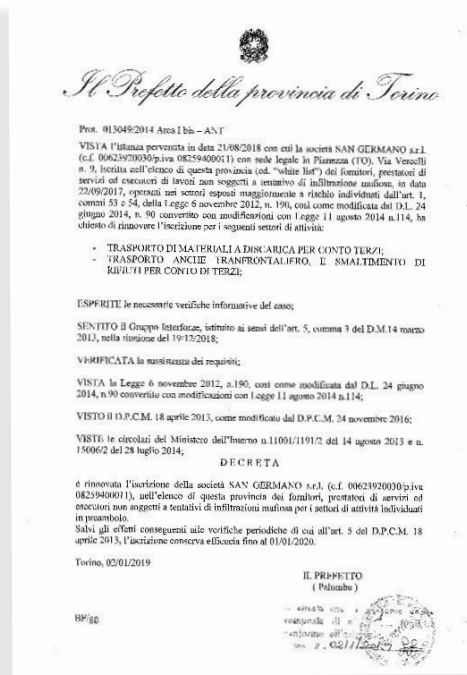 Il Prefetto della provincia di Torino
Prot. 013049/2014 Area I bis – ANT
VISTA l'istanza pervenuta in data 21/08/2018 con cui la società SAN GERMANO s.r.l.
(c.f. 00623920030/p.iva 08259400011) con sede legale in Pianezza (TO), Via Vercelli
n. 9, iscritta nell'elenco di questa provincia (cd. "white list") dei fornitori, prestatori di
servizi ed esecutori di lavori non soggetti a tentativo di infiltrazione mafiosa, in data
22/09/2017, operanti nei settori esposti maggiormente a rischio individuati dall'art. 1,
commi 53 e 54, della Legge 6 novembre 2012, n. 190, così come modificata dal D.L. 24
giugno 2014, n. 90 convertito con modificazioni con Legge 11 agosto 2014 n.114, ha
chiesto di rinnovare l'iscrizione per i seguenti settori di attività:
- TRASPORTO DI MATERIALI A DISCARICA PER CONTO TERZI;
- TRASPORTO ANCHE TRANFRONTALIERO, E SMALTIMENTO DI
RIFIUTI PER CONTO DI TERZI;
ESPERITE le necessarie verifiche informative del caso;
SENTITO il Gruppo Interforze, istituito ai sensi dell'art. 5, comma 3 del D.M.14 marzo
2013, nella riunione del 19/12/2018;
VERIFICATA la sussistenza dei requisiti;
VISTA la Legge 6 novembre 2012, n.190, così come modificata dal D.L. 24 giugno
2014, n.90 convertito con modificazioni con Legge 11 agosto 2014 n.114;
VISTO il D.P.C.M. 18 aprile 2013, come modificato dal D.P.C.M. 24 novembre 2016;
VISTE le circolari del Ministero dell'Interno n.11001/119/2 del 14 agosto 2013 e n.
15006/2 del 28 luglio 2014;
DECRETA
è rinnovata l'iscrizione della società SAN GERMANO s.r.l. (c.f. 00623920030/p.iva
08259400011), nell'elenco di questa provincia dei fornitori, prestatori di servizi ed
esecutori non soggetti a tentativi di infiltrazioni mafiosa per i settori di attività individuati
in preambolo.
Salvi gli effetti conseguenti alle verifiche periodiche di cui all'art. 5 del D.P.C.M. 18
aprile 2013, l'iscrizione conserva efficacia fino al 01/01/2020.
Torino, 02/01/2019
IL PREFETTO
( Palomba )
BF/gg